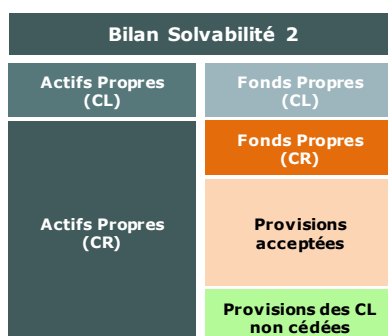 Bilan Solvabilité 2
Actifs Propres
(CL)
Fonds Propres
(CL)
Fonds Propres
(CR)
Actifs Propres
(CR)
Provisions
acceptées
Provisions des CL
non cédées